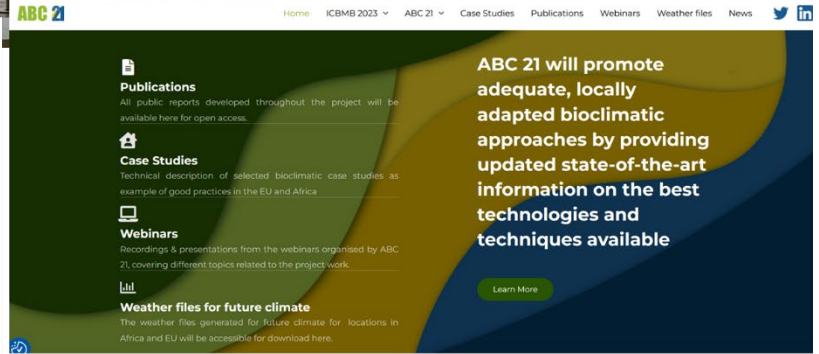 ABC 21
Home ICBMB 2023 ABC 21 Case Studies Publications Webinars Weather files News
Publications
All public reports developed throughout the project will be
available here for open access.
Case Studies
Technical description of selected bioclimatic case studies as
example of good practices in the EU and Africa
Webinars
Recordings & presentations from the webinars organised by ABC
21, covering different topics related to the project work.
Weather files for future climate
The weather files generated for future climate for locations in
Africa and EU will be accessible for download here.
ABC 21 will promote
adequate, locally
adapted bioclimatic
approaches by providing
updated state-of-the-art
information on the best
technologies and
techniques available
Learn More